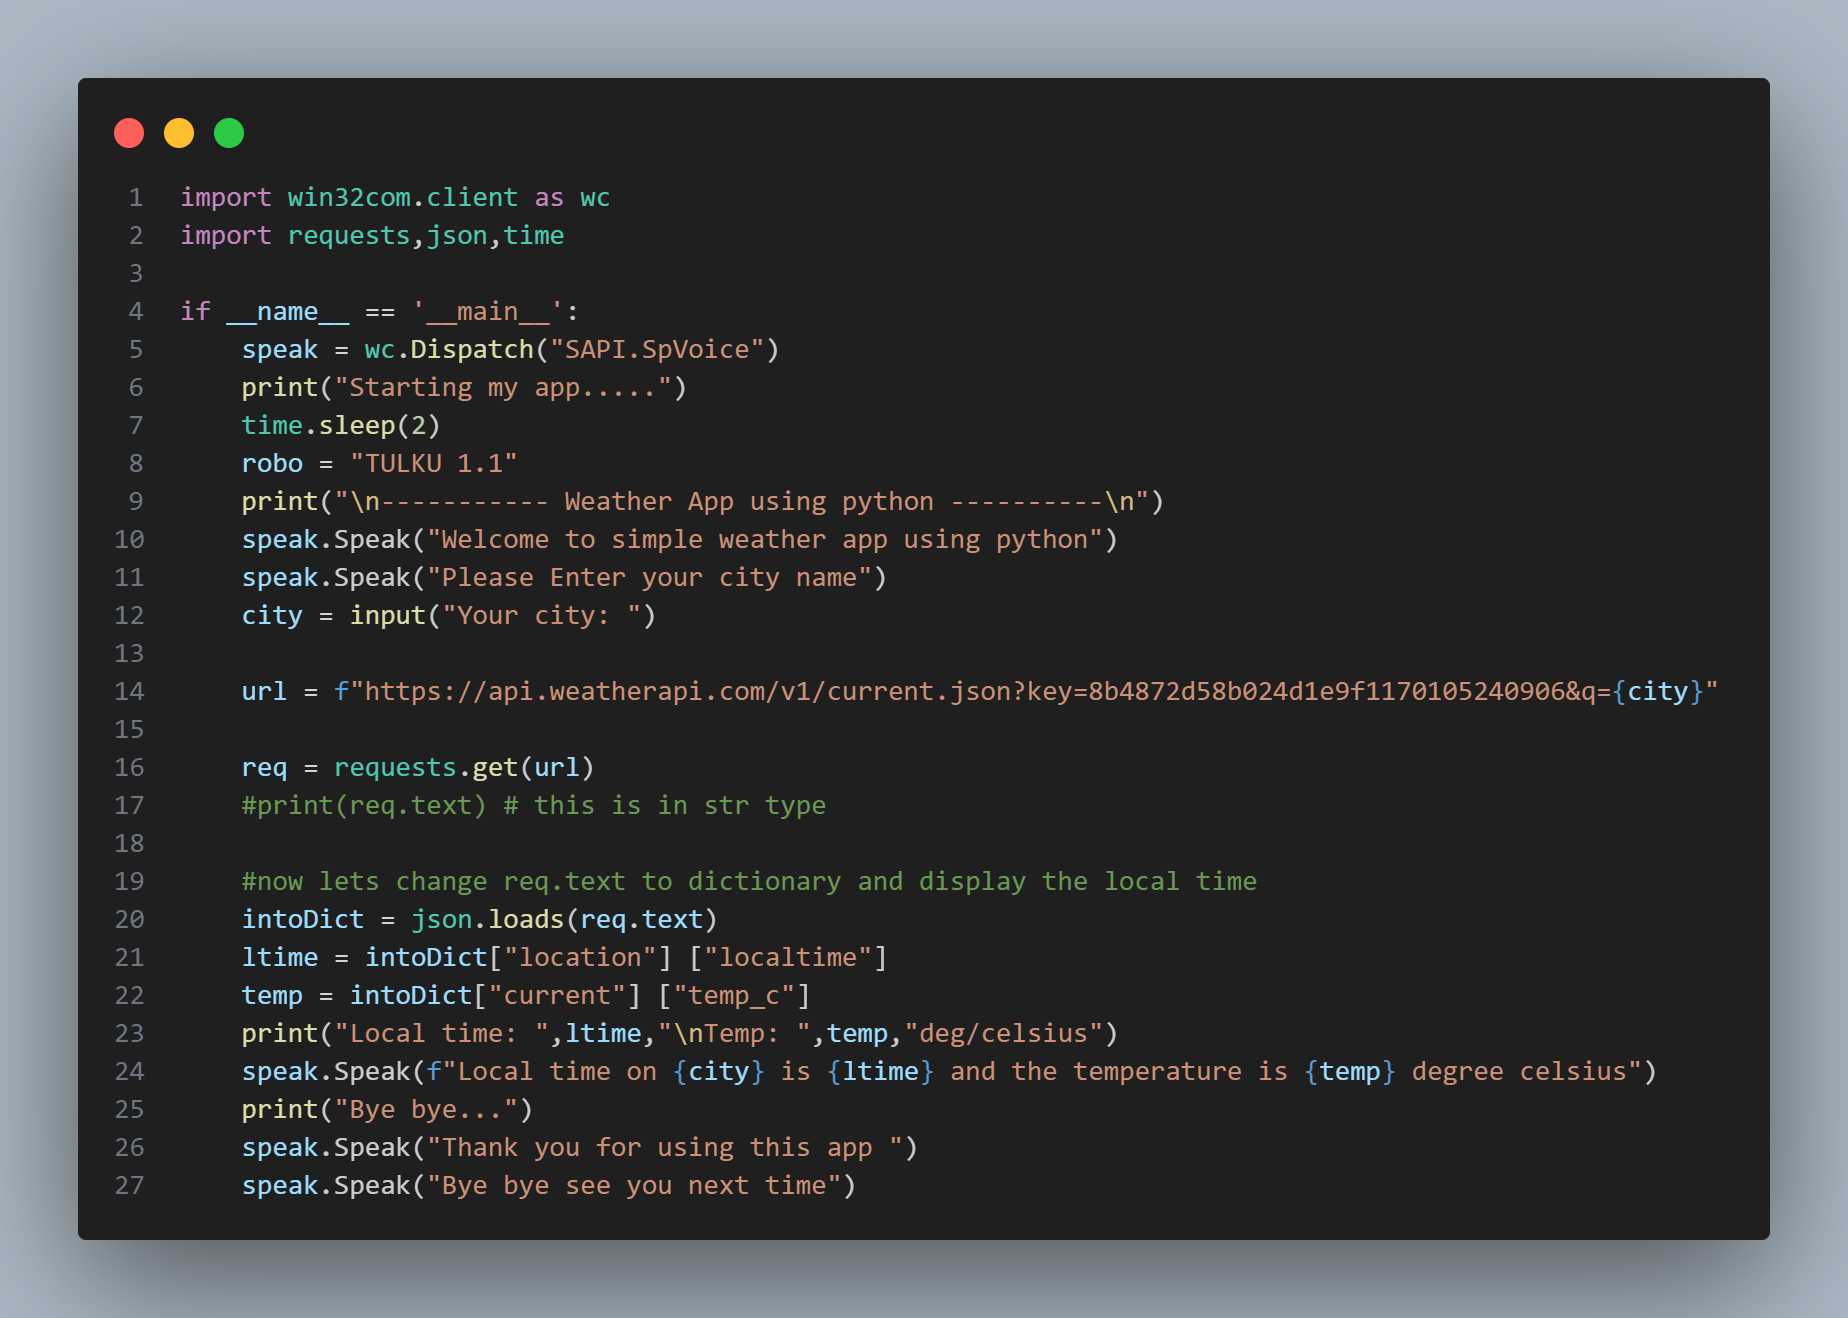 1 import win32com.client as wc
2 import requests,json,time
3
4 if __name__ == '__main__':
5     speak = wc.Dispatch("SAPI.SpVoice")
6     print("Starting my app.....")
7     time.sleep(2)
8     robo = "TULKU 1.1"
9     print("\n----------- Weather App using python ----------\n")
10     speak.Speak("Welcome to simple weather app using python")
11     speak.Speak("Please Enter your city name")
12     city = input("Your city: ")
13
14     url = f"https://api.weatherapi.com/v1/current.json?key=8b4872d58b024d1e9f1170105240906&q={city}"
15
16     req = requests.get(url)
17     #print(req.text) # this is in str type
18
19     #now lets change req.text to dictionary and display the local time
20     intoDict = json.loads(req.text)
21     ltime = intoDict["location"] ["localtime"]
22     temp = intoDict["current"] ["temp_c"]
23     print("Local time: ",ltime,"\nTemp: ",temp,"deg/celsius")
24     speak.Speak(f"Local time on {city} is {ltime} and the temperature is {temp} degree celsius")
25     print("Bye bye...")
26     speak.Speak("Thank you for using this app ")
27     speak.Speak("Bye bye see you next time")